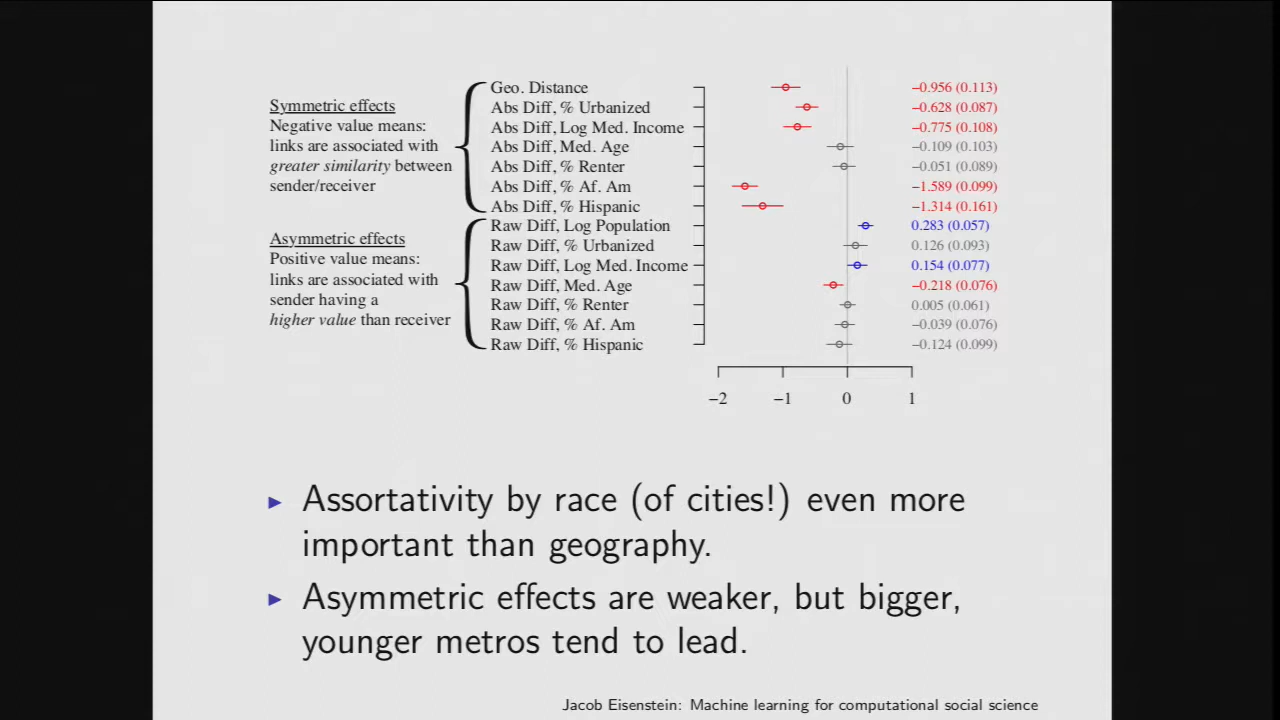 Symmetric effects
Negative value means:
links are associated with
greater similarity between
sender/receiver
Asymmetric effects
Positive value means:
links are associated with
sender having a
higher value than receiver
Geo. Distance −0.956 (0.113)
Abs Diff, % Urbanized −0.628 (0.087)
Abs Diff, Log Med. Income −0.775 (0.108)
Abs Diff, Med. Age −0.109 (0.103)
Abs Diff, % Renter −0.051 (0.089)
Abs Diff, % Af. Am −1.589 (0.099)
Abs Diff, % Hispanic −1.314 (0.161)
Raw Diff, Log Population 0.283 (0.057)
Raw Diff, % Urbanized 0.126 (0.093)
Raw Diff, Log Med. Income 0.154 (0.077)
Raw Diff, Med. Age −0.218 (0.076)
Raw Diff, % Renter 0.005 (0.061)
Raw Diff, % Af. Am −0.039 (0.076)
Raw Diff, % Hispanic −0.124 (0.099)
−2 −1 0 1
Assortativity by race (of cities!) even more
important than geography.
Asymmetric effects are weaker, but bigger,
younger metros tend to lead.
Jacob Eisenstein: Machine learning for computational social science